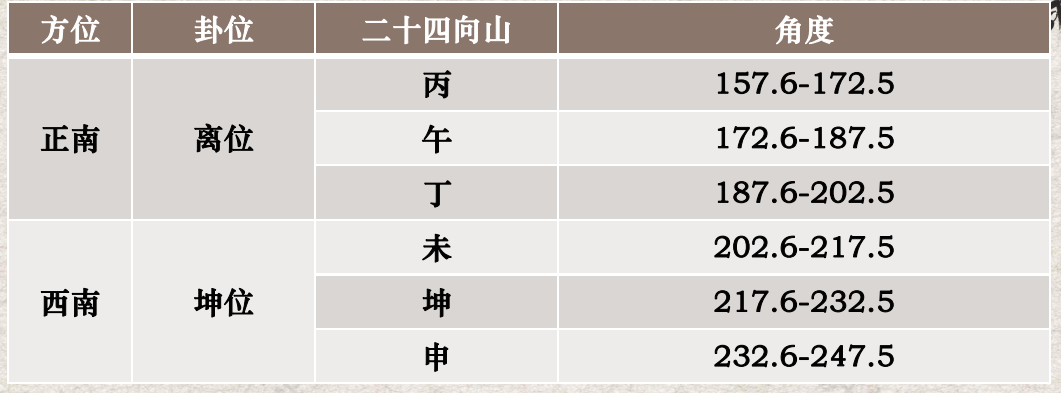 方位 卦位 二十四向山 角度
正南 离位 丙 157.6-172.5
午 172.6-187.5
丁 187.6-202.5
西南 坤位 未 202.6-217.5
坤 217.6-232.5
申 232.6-247.5